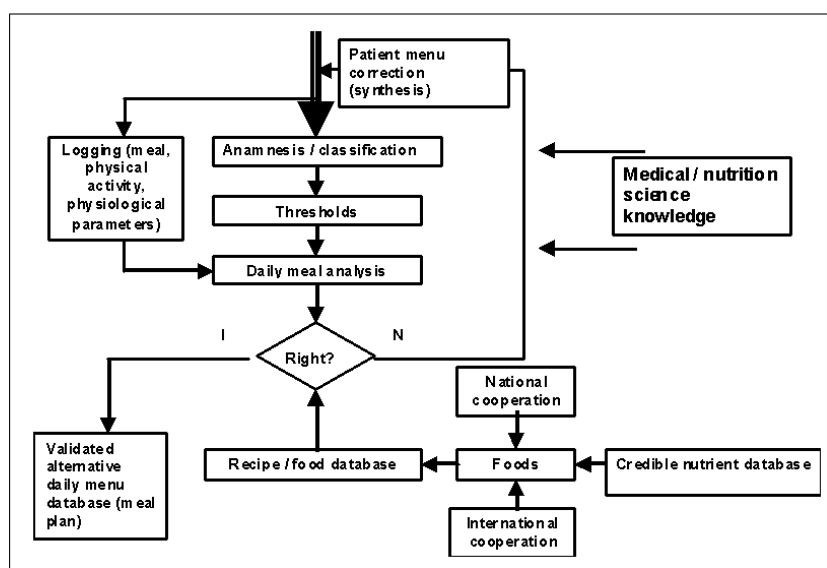 Patient menu
correction
(synthesis)
Logging (meal,
physical
activity,
physiological
parameters)
Anamnesis / classification
Medical / nutrition
science
knowledge
Thresholds
Daily meal analysis
I
N
Right?
National
cooperation
Validated
alternative
daily menu
database (meal
plan)
Recipe / food database
Foods
Credible nutrient database
International
cooperation